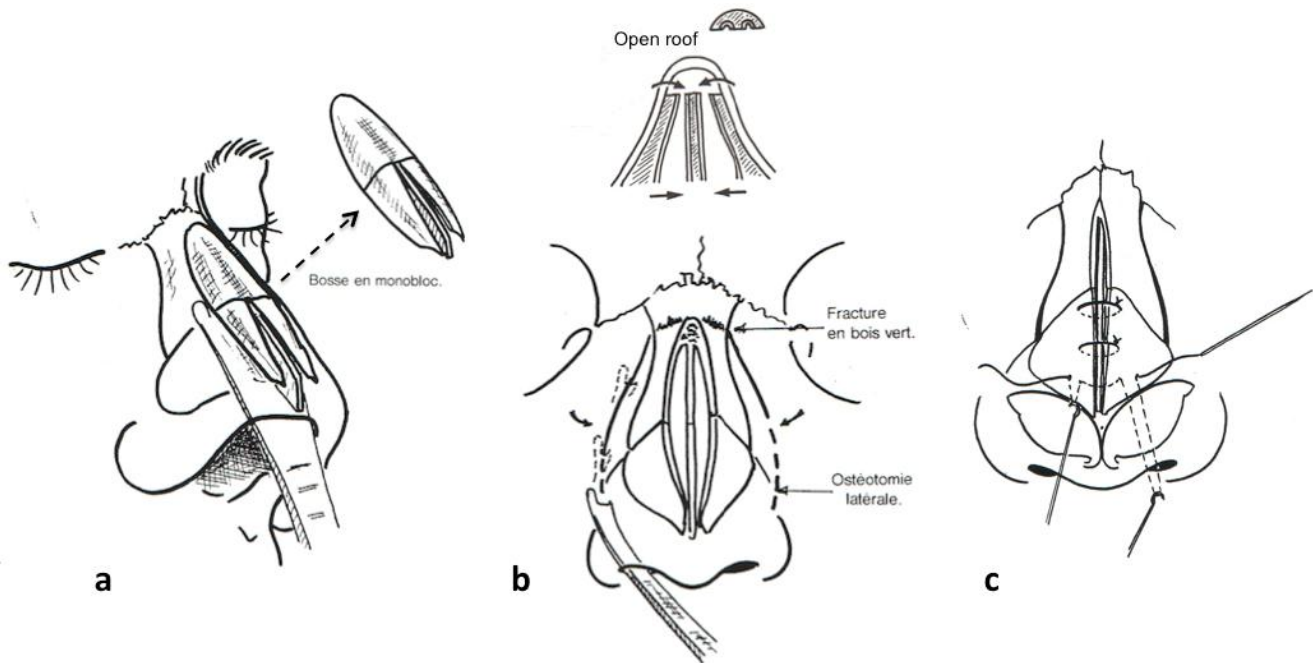 Open roof
Bosse en monobloc.
Fracture
en bois vert.
Ostéotomie
latérale.
a
b
c